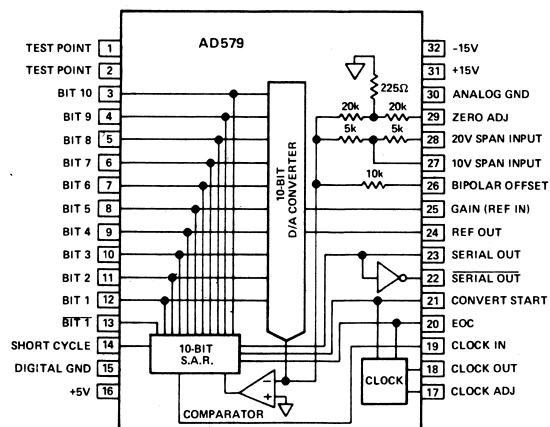 AD579
TEST POINT 1
TEST POINT 2
BIT 10 3
BIT 9 4
BIT 8 5
BIT 7 6
BIT 6 7
BIT 5 8
BIT 4 9
BIT 3 10
BIT 2 11
BIT 1 12
BIT 1 13
SHORT CYCLE 14
DIGITAL GND 15
+5V 16
10-BIT
D/A CONVERTER
10-BIT
S.A.R.
COMPARATOR
−
+
CLOCK
225Ω
20k 20k
5k 5k
10k
32 -15V
31 +15V
30 ANALOG GND
29 ZERO ADJ
28 20V SPAN INPUT
27 10V SPAN INPUT
26 BIPOLAR OFFSET
25 GAIN (REF IN)
24 REF OUT
23 SERIAL OUT
22 SERIAL OUT
21 CONVERT START
20 EOC
19 CLOCK IN
18 CLOCK OUT
17 CLOCK ADJ